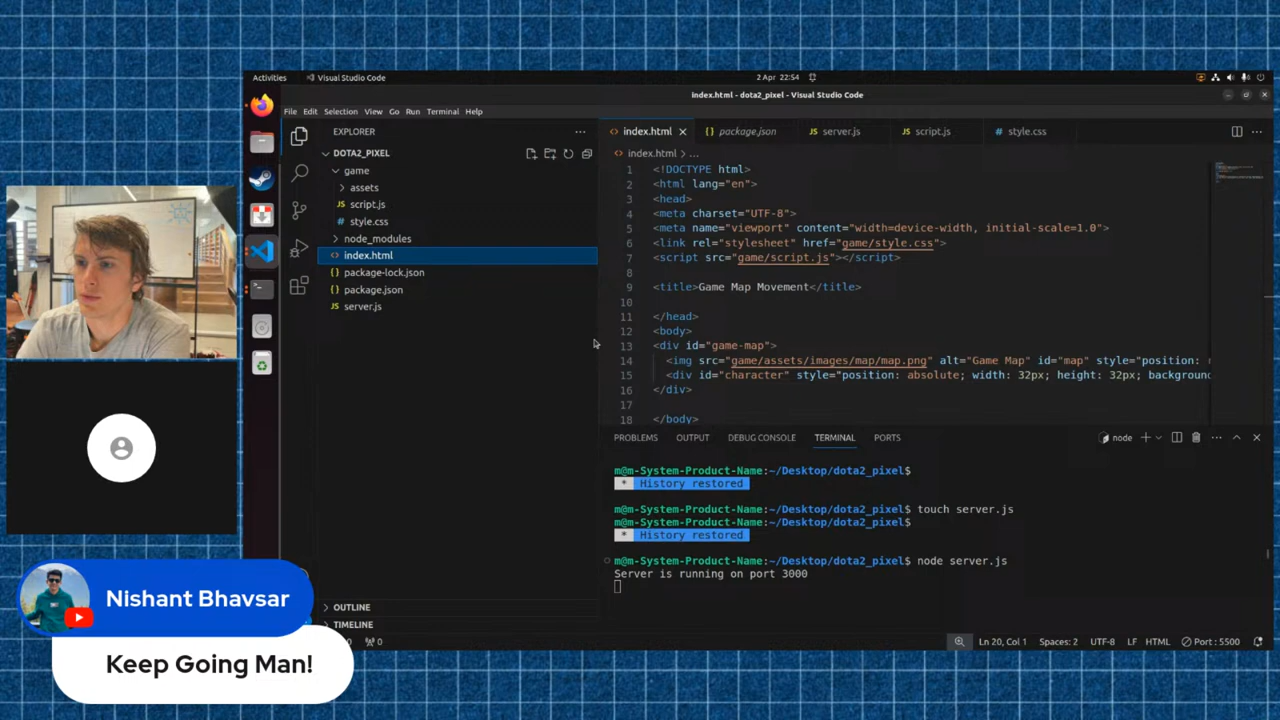 Activities
Visual Studio Code
2 Apr 22:54
index.html - dota2_pixel - Visual Studio Code
File Edit Selection View Go Run Terminal Help
EXPLORER
DOTA2_PIXEL
game
assets
script.js
style.css
node_modules
index.html
package-lock.json
package.json
server.js
OUTLINE
TIMELINE
index.html package.json server.js script.js style.css
index.html > ...
1 <!DOCTYPE html>
2 <html lang="en">
3 <head>
4 <meta charset="UTF-8">
5 <meta name="viewport" content="width=device-width, initial-scale=1.0">
6 <link rel="stylesheet" href="game/style.css">
7 <script src="game/script.js"></script>
8
9 <title>Game Map Movement</title>
10
11 </head>
12 <body>
13 <div id="game-map">
14 <img src="game/assets/images/map/map.png" alt="Game Map" id="map" style="position:
15 <div id="character" style="position: absolute; width: 32px; height: 32px; background
16 </div>
17
18 </body>
PROBLEMS OUTPUT DEBUG CONSOLE TERMINAL PORTS
node
m@m-System-Product-Name:~/Desktop/dota2_pixel$
* History restored
m@m-System-Product-Name:~/Desktop/dota2_pixel$ touch server.js
m@m-System-Product-Name:~/Desktop/dota2_pixel$
* History restored
m@m-System-Product-Name:~/Desktop/dota2_pixel$ node server.js
Server is running on port 3000
0
Ln 20, Col 1 Spaces: 2 UTF-8 LF HTML Port : 5500
Nishant Bhavsar
Keep Going Man!